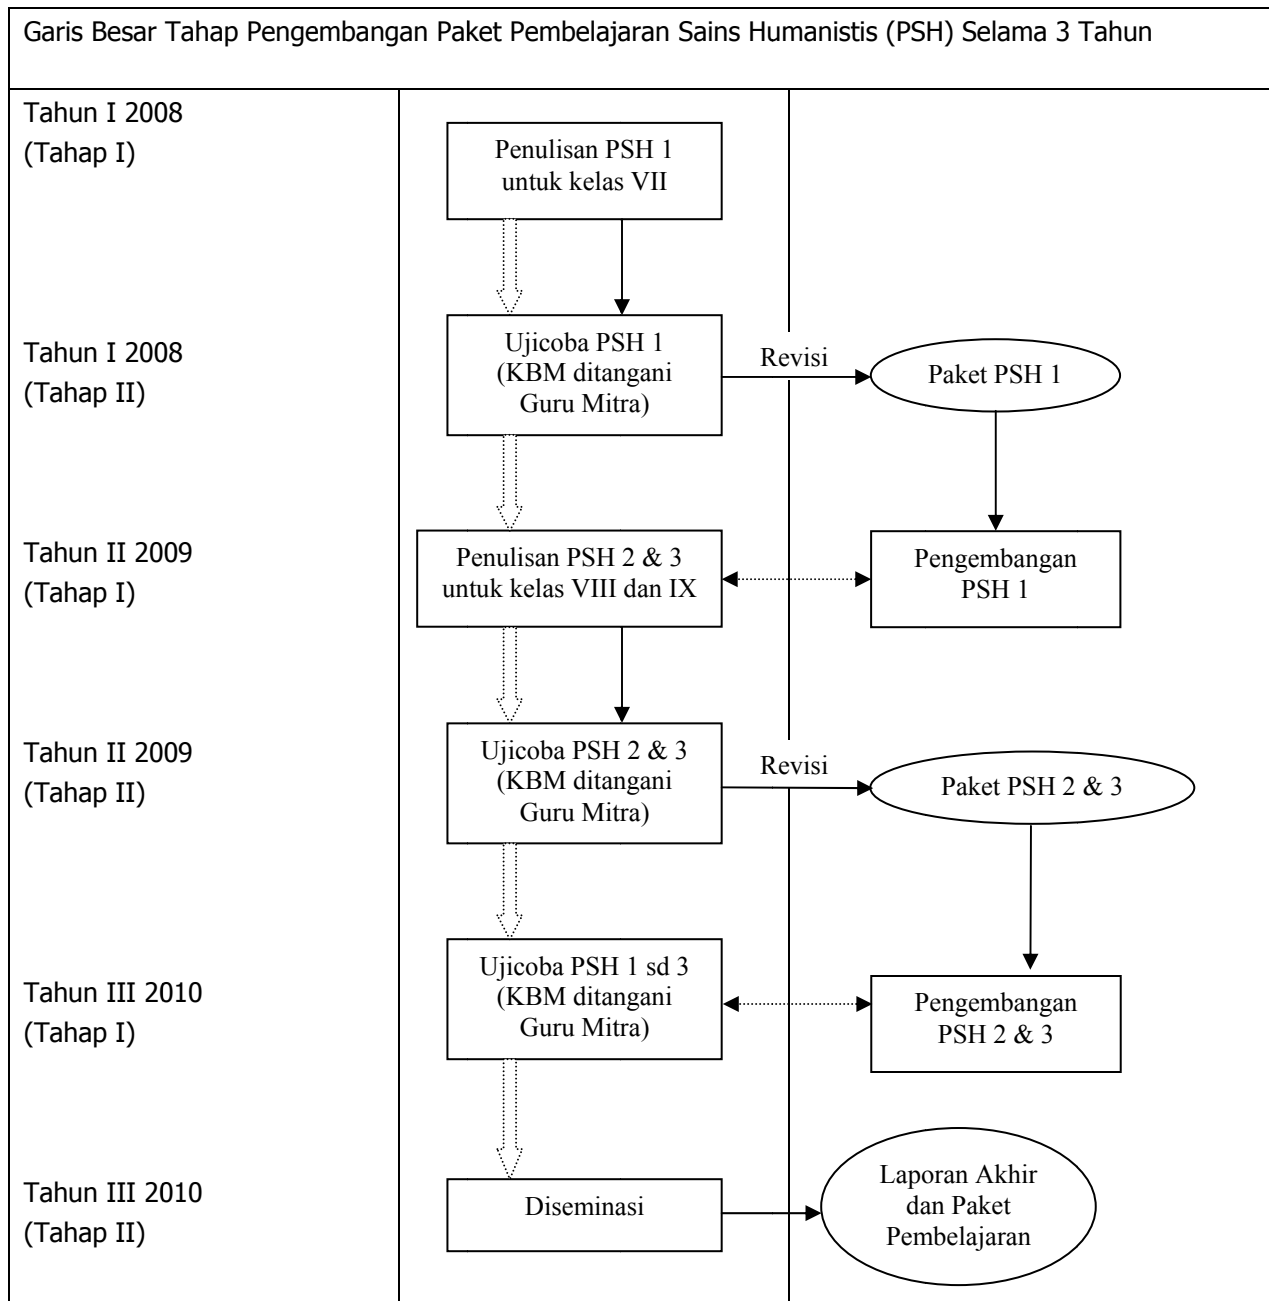 Garis Besar Tahap Pengembangan Paket Pembelajaran Sains Humanistis (PSH) Selama 3 Tahun
Tahun I 2008
(Tahap I)
Penulisan PSH 1
untuk kelas VII
Tahun I 2008
(Tahap II)
Ujicoba PSH 1
(KBM ditangani
Guru Mitra)
Revisi
Paket PSH 1
Tahun II 2009
(Tahap I)
Penulisan PSH 2 & 3
untuk kelas VIII dan IX
Pengembangan
PSH 1
Tahun II 2009
(Tahap II)
Ujicoba PSH 2 & 3
(KBM ditangani
Guru Mitra)
Revisi
Paket PSH 2 & 3
Tahun III 2010
(Tahap I)
Ujicoba PSH 1 sd 3
(KBM ditangani
Guru Mitra)
Pengembangan
PSH 2 & 3
Tahun III 2010
(Tahap II)
Diseminasi
Laporan Akhir
dan Paket
Pembelajaran